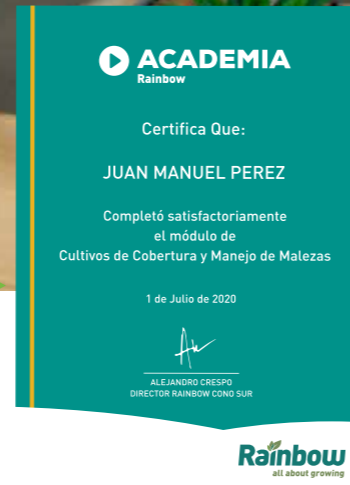 ACADEMIA
Rainbow
Certifica Que:
JUAN MANUEL PEREZ
Completó satisfactoriamente
el módulo de
Cultivos de Cobertura y Manejo de Malezas
1 de Julio de 2020
ALEJANDRO CRESPO
DIRECTOR RAINBOW CONO SUR
Rainbow
all about growing